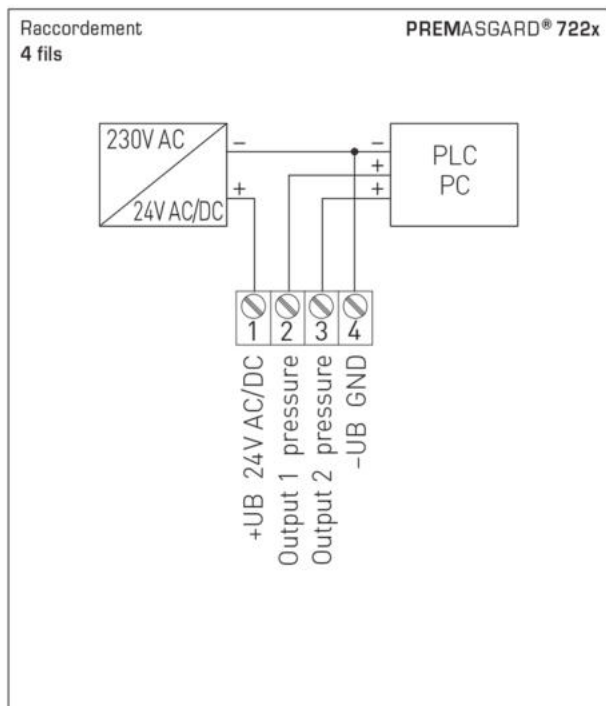 Raccordement
4 fils
PREMASGARD® 722x
230V AC
24V AC/DC
−
+
−
+
+
PLC
PC
1
2
3
4
+UB 24V AC/DC
Output 1 pressure
Output 2 pressure
−UB GND